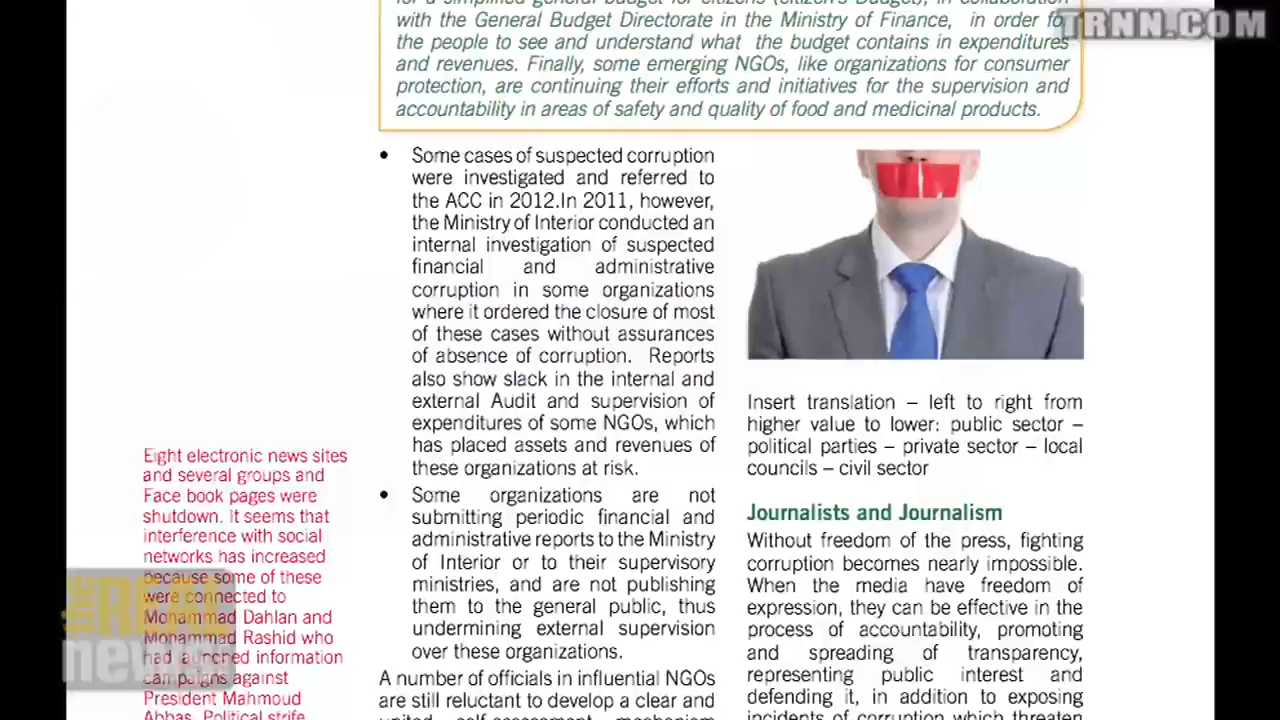 for a simplified general budget for citizens (citizen's Budget), in collaboration
with the General Budget Directorate in the Ministry of Finance, in order for
the people to see and understand what the budget contains in expenditures
and revenues. Finally, some emerging NGOs, like organizations for consumer
protection, are continuing their efforts and initiatives for the supervision and
accountability in areas of safety and quality of food and medicinal products.
TRNN.COM
• Some cases of suspected corruption
were investigated and referred to
the ACC in 2012.In 2011, however,
the Ministry of Interior conducted an
internal investigation of suspected
financial and administrative
corruption in some organizations
where it ordered the closure of most
of these cases without assurances
of absence of corruption. Reports
also show slack in the internal and
external Audit and supervision of
expenditures of some NGOs, which
has placed assets and revenues of
these organizations at risk.
• Some organizations are not
submitting periodic financial and
administrative reports to the Ministry
of Interior or to their supervisory
ministries, and are not publishing
them to the general public, thus
undermining external supervision
over these organizations.
A number of officials in influential NGOs
are still reluctant to develop a clear and
united self-assessment mechanism
Eight electronic news sites
and several groups and
Face book pages were
shutdown. It seems that
interference with social
networks has increased
because some of these
were connected to
Mohammad Dahlan and
Mohammad Rashid who
had launched information
campaigns against
President Mahmoud
Abbas. Political strife
THE REAL
news
Insert translation – left to right from
higher value to lower: public sector –
political parties – private sector – local
councils – civil sector
Journalists and Journalism
Without freedom of the press, fighting
corruption becomes nearly impossible.
When the media have freedom of
expression, they can be effective in the
process of accountability, promoting
and spreading of transparency,
representing public interest and
defending it, in addition to exposing
incidents of corruption which threaten